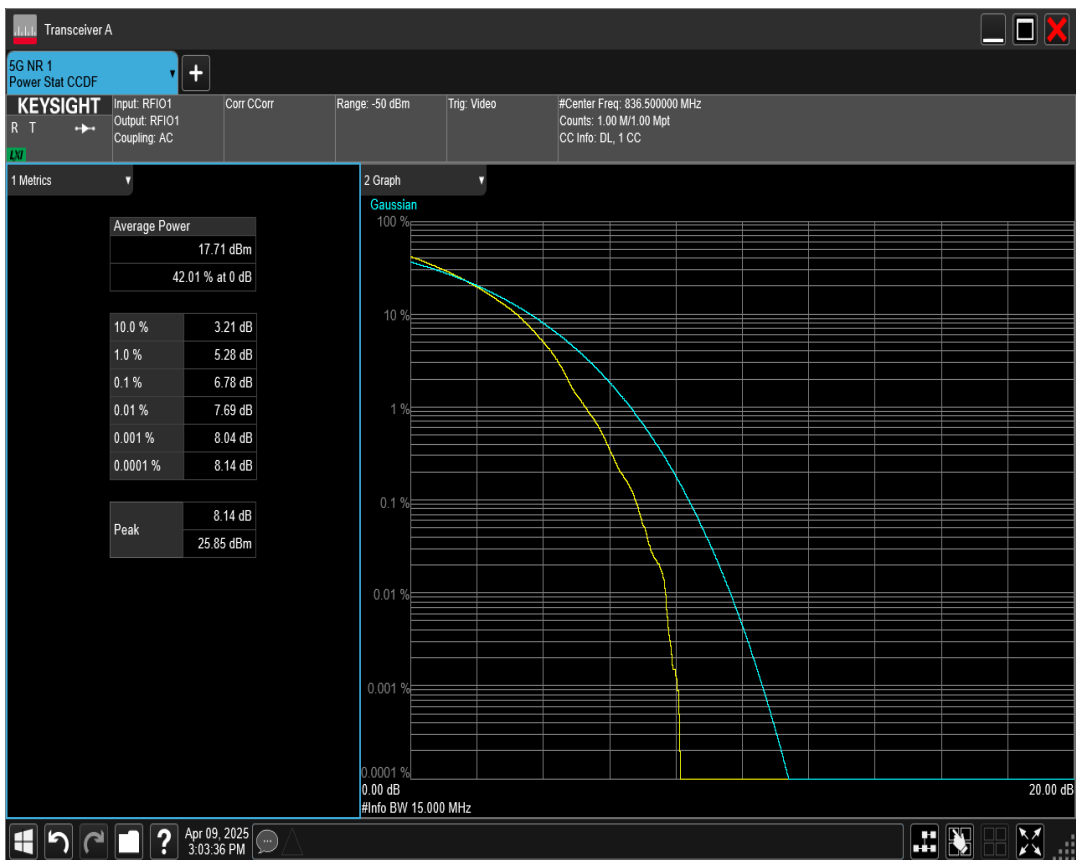 Transceiver A
5G NR 1
Power Stat CCDF
+
KEYSIGHT
R T
LXI
Input: RFIO1
Output: RFIO1
Coupling: AC
Corr CCorr
Range: -50 dBm
Trig: Video
#Center Freq: 836.500000 MHz
Counts: 1.00 M/1.00 Mpt
CC Info: DL, 1 CC
1 Metrics
Average Power
17.71 dBm
42.01 % at 0 dB
10.0 % 3.21 dB
1.0 % 5.28 dB
0.1 % 6.78 dB
0.01 % 7.69 dB
0.001 % 8.04 dB
0.0001 % 8.14 dB
Peak
8.14 dB
25.85 dBm
2 Graph
Gaussian
100 %
10 %
1 %
0.1 %
0.01 %
0.001 %
0.0001 %
0.00 dB 20.00 dB
#Info BW 15.000 MHz
?
Apr 09, 2025
3:03:36 PM